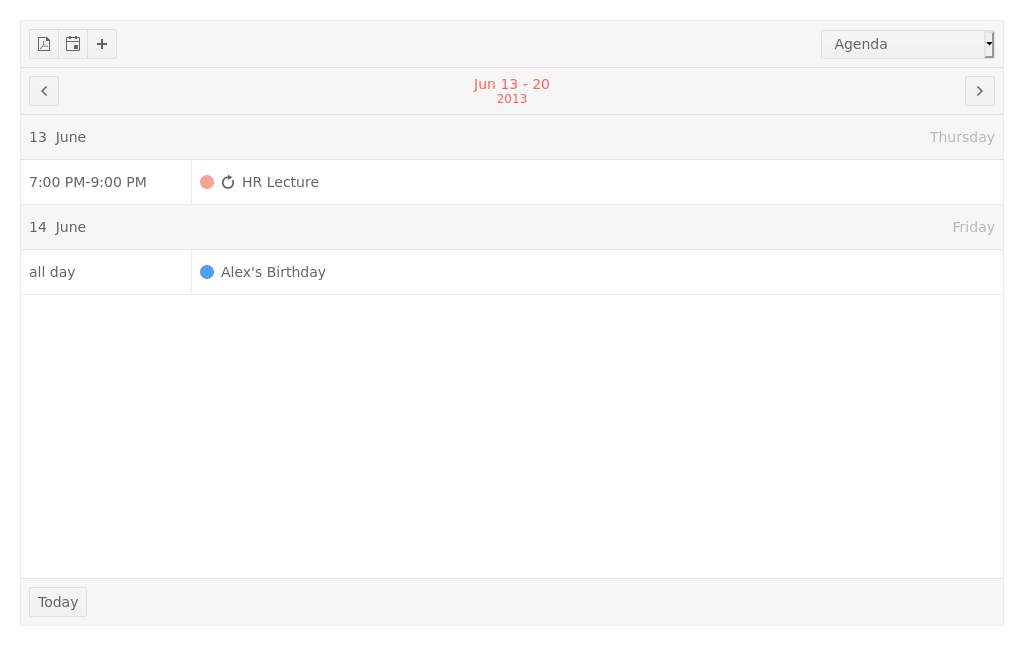 Agenda
Jun 13 - 20
2013
13 June Thursday
7:00 PM-9:00 PM HR Lecture
14 June Friday
all day Alex's Birthday
Today